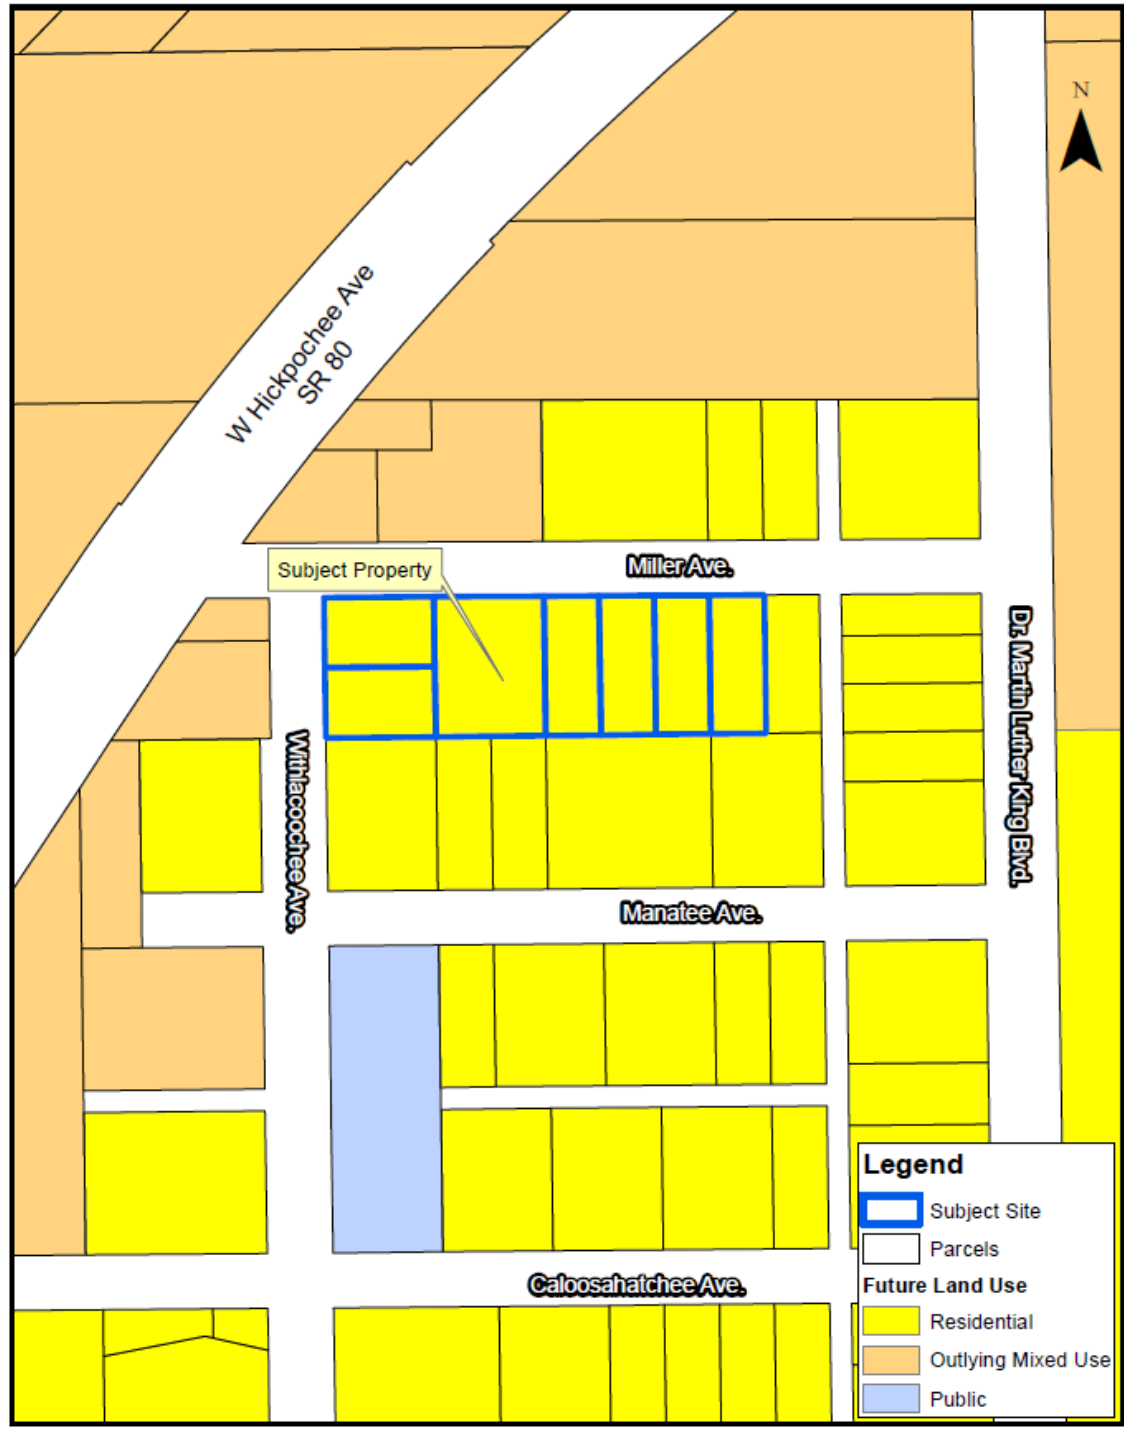 N
W Hickpochee Ave
SR 80
Miller Ave.
Subject Property
Dr. Martin Luther King Blvd.
Withlacoochee Ave.
Manatee Ave.
Caloosahatchee Ave.
Legend
Subject Site
Parcels
Future Land Use
Residential
Outlying Mixed Use
Public